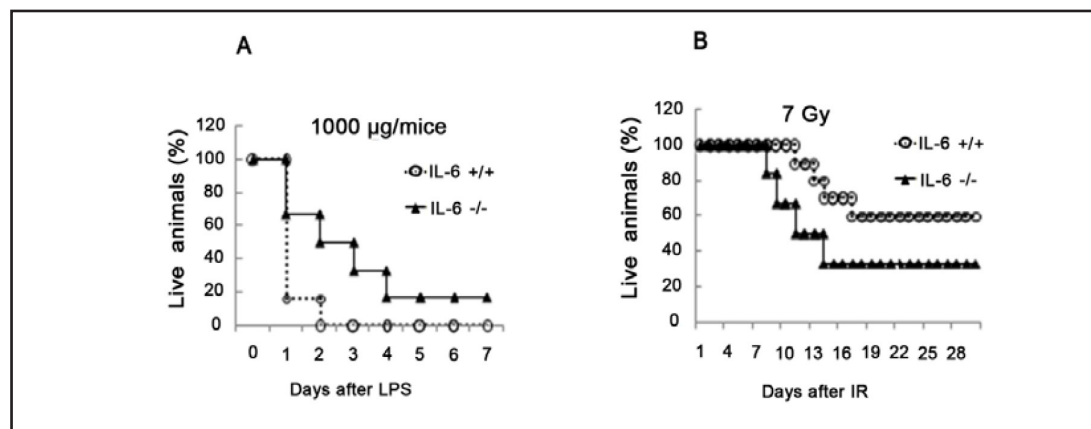 A
1000 µg/mice
Live animals (%)
120
100
80
60
40
20
0
0 1 2 3 4 5 6 7
Days after LPS
IL-6 +/+
IL-6 -/-
B
7 Gy
Live animals (%)
120
100
80
60
40
20
0
1 4 7 10 13 16 19 22 25 28
Days after IR
IL-6 +/+
IL-6 -/-